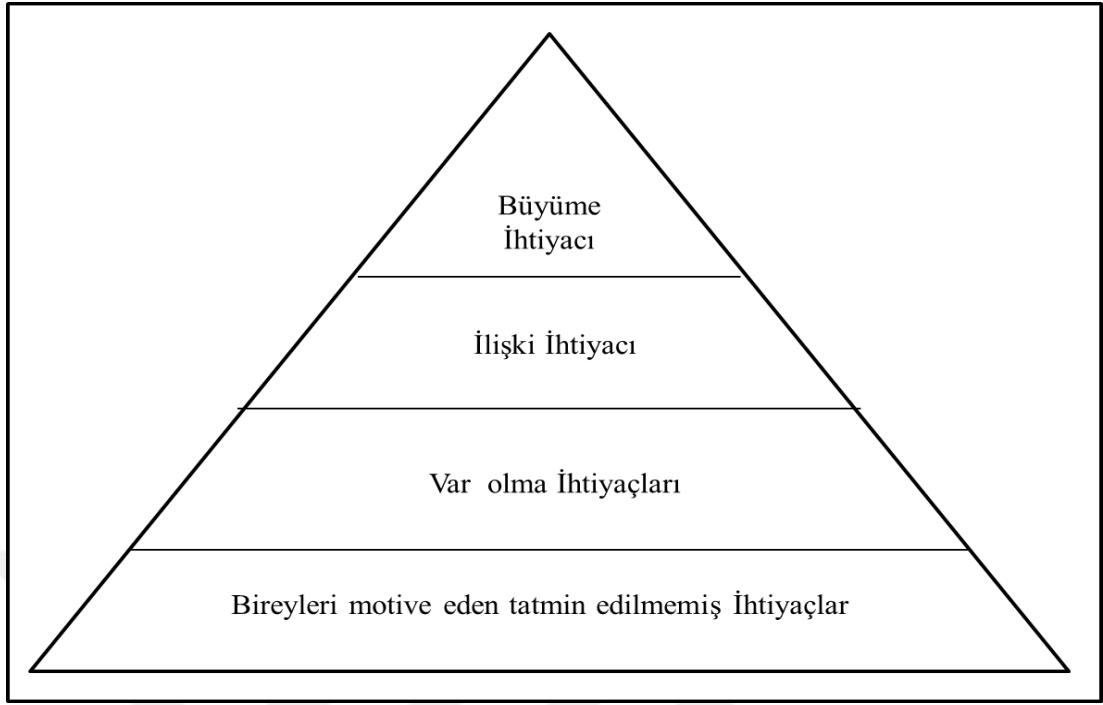 Büyüme
İhtiyacı
İlişki İhtiyacı
Var olma İhtiyaçları
Bireyleri motive eden tatmin edilmemiş İhtiyaçlar